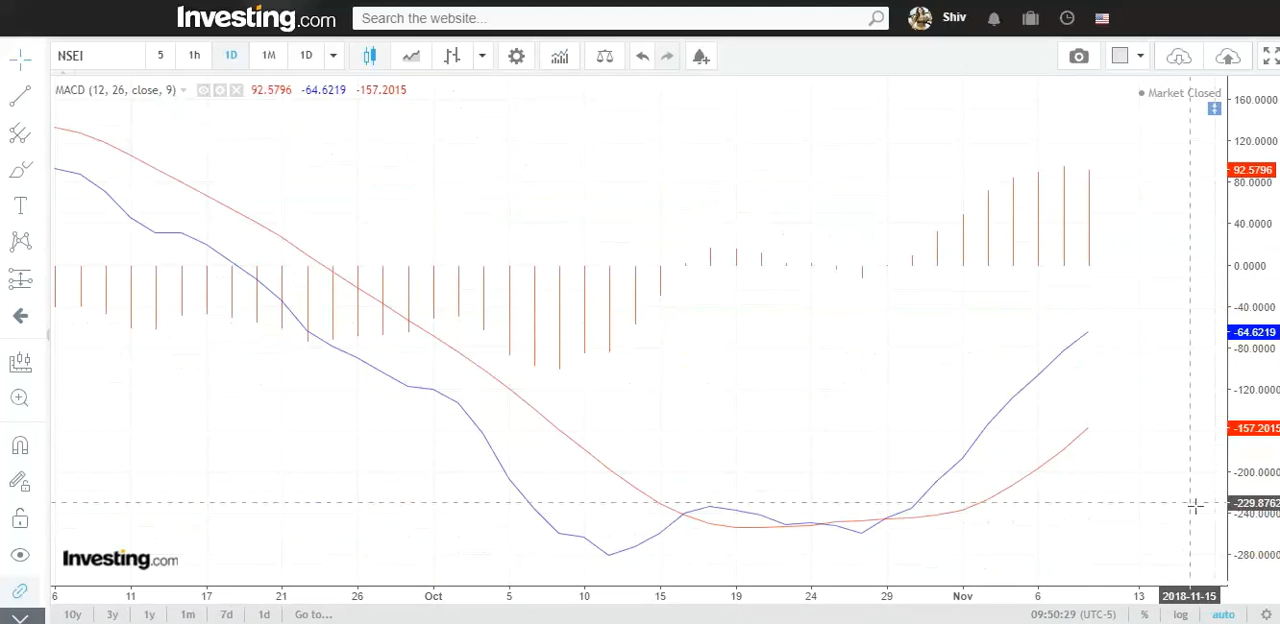 Investing.com
Search the website...
Shiv
NSEI
5
1h
1D
1M
1D
MACD (12, 26, close, 9)
92.5796
-64.6219
-157.2015
Market Closed
160.0000
120.0000
92.5796
80.0000
40.0000
0.0000
-40.0000
-64.6219
-80.0000
-120.0000
-157.2015
-200.0000
-229.8762
-240.0000
-280.0000
Investing.com
6
11
17
21
26
Oct
5
10
15
19
24
29
Nov
6
13
2018-11-15
10y
3y
1y
1m
7d
1d
Go to...
09:50:29 (UTC-5)
%
log
auto